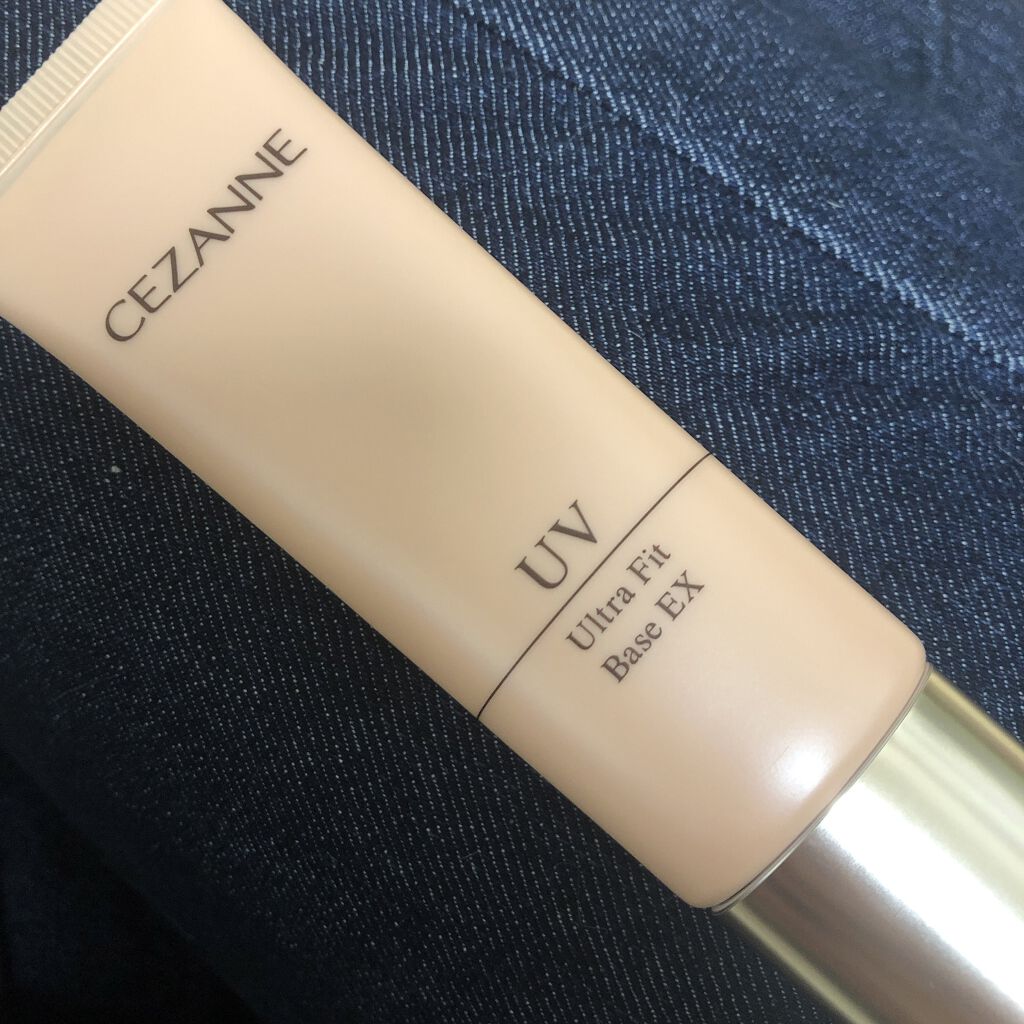 CEZANNE
UV
Ultra Fit
Base EX